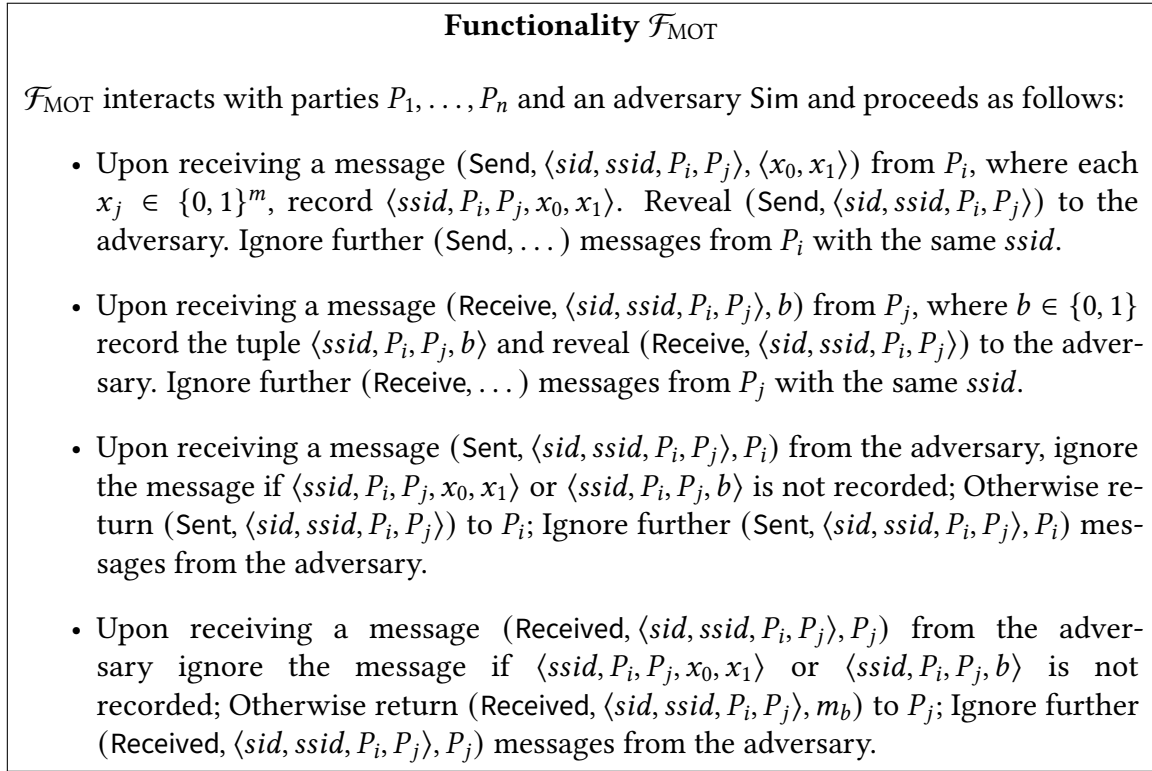 Functionality ℱ_MOT
ℱ_MOT interacts with parties P_1, . . . , P_n and an adversary Sim and proceeds as follows:
• Upon receiving a message (Send, ⟨sid, ssid, P_i, P_j⟩, ⟨x_0, x_1⟩) from P_i, where each
x_j ∈ {0, 1}^m, record ⟨ssid, P_i, P_j, x_0, x_1⟩. Reveal (Send, ⟨sid, ssid, P_i, P_j⟩) to the
adversary. Ignore further (Send, . . . ) messages from P_i with the same ssid.
• Upon receiving a message (Receive, ⟨sid, ssid, P_i, P_j⟩, b) from P_j, where b ∈ {0, 1}
record the tuple ⟨ssid, P_i, P_j, b⟩ and reveal (Receive, ⟨sid, ssid, P_i, P_j⟩) to the adver-
sary. Ignore further (Receive, . . . ) messages from P_j with the same ssid.
• Upon receiving a message (Sent, ⟨sid, ssid, P_i, P_j⟩, P_i) from the adversary, ignore
the message if ⟨ssid, P_i, P_j, x_0, x_1⟩ or ⟨ssid, P_i, P_j, b⟩ is not recorded; Otherwise re-
turn (Sent, ⟨sid, ssid, P_i, P_j⟩) to P_i; Ignore further (Sent, ⟨sid, ssid, P_i, P_j⟩, P_i) mes-
sages from the adversary.
• Upon receiving a message (Received, ⟨sid, ssid, P_i, P_j⟩, P_j) from the adver-
sary ignore the message if ⟨ssid, P_i, P_j, x_0, x_1⟩ or ⟨ssid, P_i, P_j, b⟩ is not
recorded; Otherwise return (Received, ⟨sid, ssid, P_i, P_j⟩, m_b) to P_j; Ignore further
(Received, ⟨sid, ssid, P_i, P_j⟩, P_j) messages from the adversary.